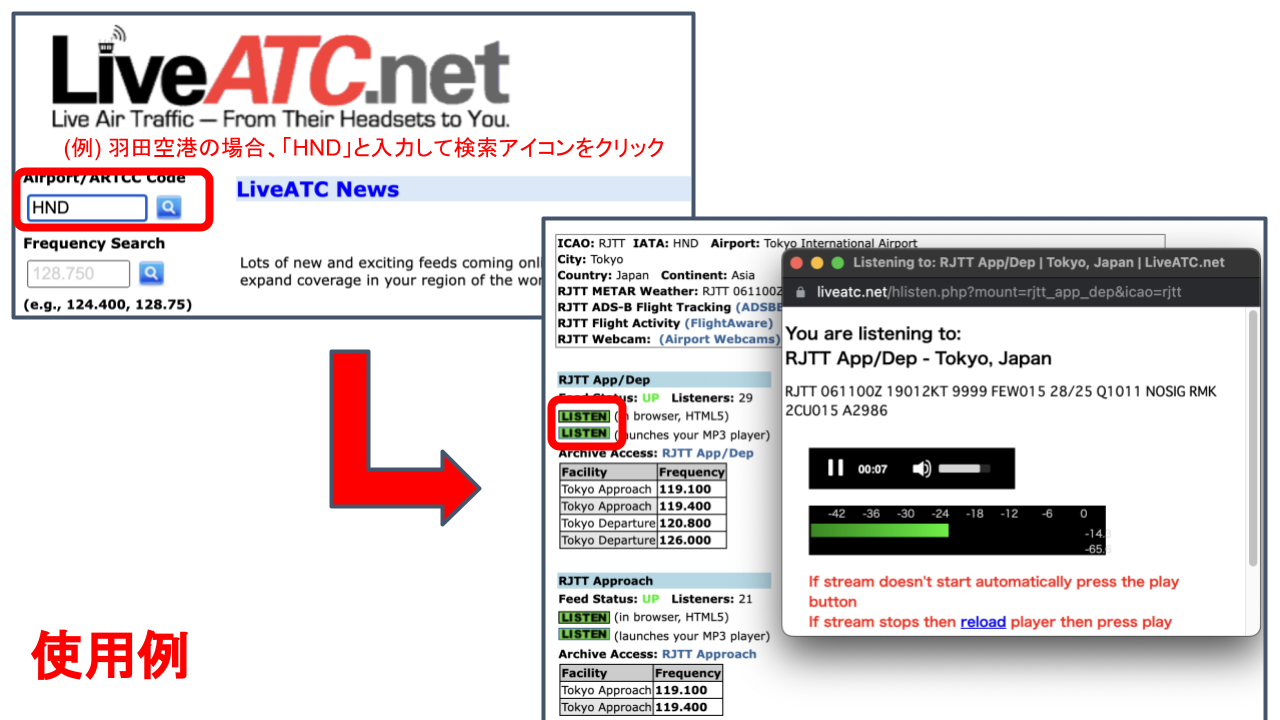 LiveATC.net
Live Air Traffic — From Their Headsets to You.
(例) 羽田空港の場合、「HND」と入力して検索アイコンをクリック
Airport/ARTCC Code
HND
LiveATC News
Frequency Search
128.750
(e.g., 124.400, 128.75)
Lots of new and exciting feeds coming onli
expand coverage in your region of the wor
ICAO: RJTT IATA: HND Airport: Tokyo International Airport
City: Tokyo
Country: Japan Continent: Asia
RJTT METAR Weather: RJTT 061100Z
RJTT ADS-B Flight Tracking (ADSBE
RJTT Flight Activity (FlightAware)
RJTT Webcam: (Airport Webcams)
RJTT App/Dep
Feed Status: UP Listeners: 29
LISTEN (in browser, HTML5)
LISTEN (launches your MP3 player)
Archive Access: RJTT App/Dep
Facility Frequency
Tokyo Approach 119.100
Tokyo Approach 119.400
Tokyo Departure 120.800
Tokyo Departure 126.000
RJTT Approach
Feed Status: UP Listeners: 21
LISTEN (in browser, HTML5)
LISTEN (launches your MP3 player)
Archive Access: RJTT Approach
Facility Frequency
Tokyo Approach 119.100
Tokyo Approach 119.400
Listening to: RJTT App/Dep | Tokyo, Japan | LiveATC.net
liveatc.net/hlisten.php?mount=rjtt_app_dep&icao=rjtt
You are listening to:
RJTT App/Dep - Tokyo, Japan
RJTT 061100Z 19012KT 9999 FEW015 28/25 Q1011 NOSIG RMK
2CU015 A2986
00:07
-42 -36 -30 -24 -18 -12 -6 0
-14.
-65.
If stream doesn't start automatically press the play
button
If stream stops then reload player then press play
使用例